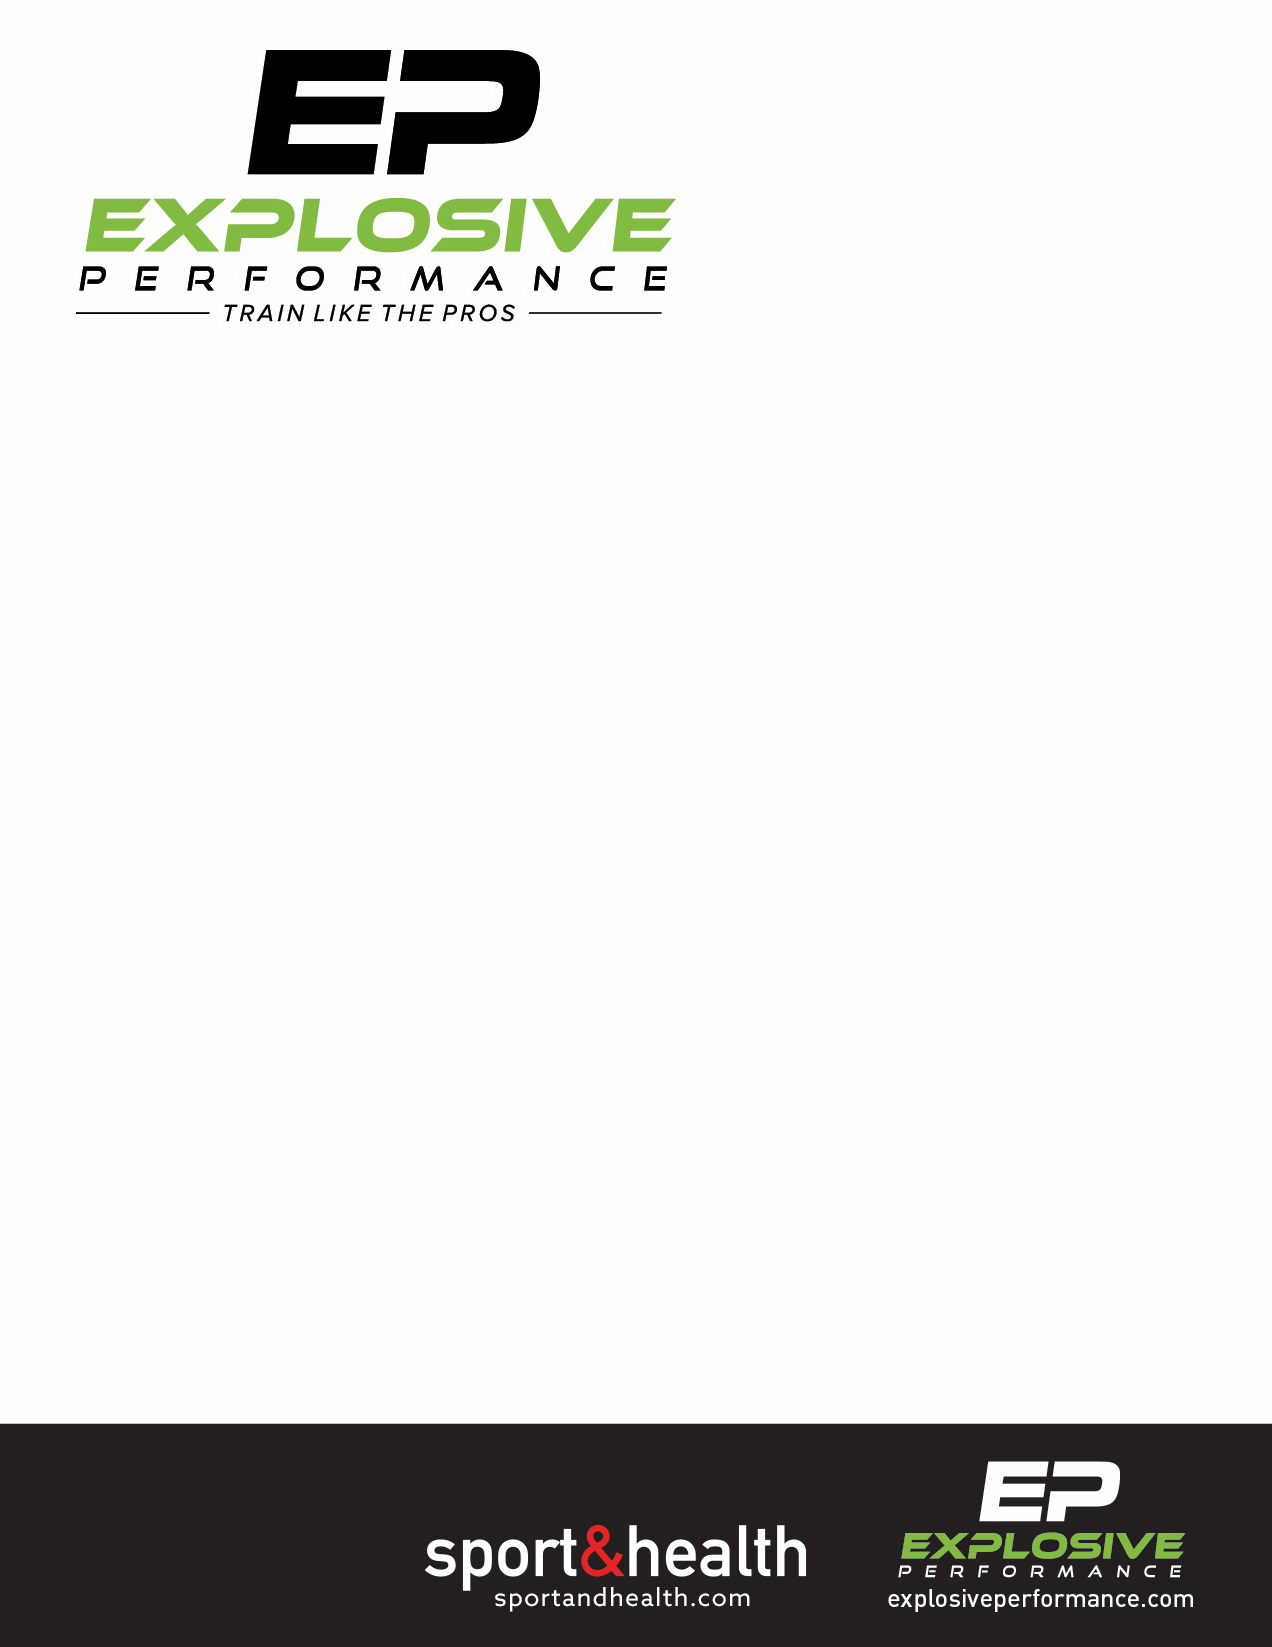 EP
EXPLOSIVE
PERFORMANCE
TRAIN LIKE THE PROS
sport&health
sportandhealth.com
EP
EXPLOSIVE
PERFORMANCE
explosiveperformance.com